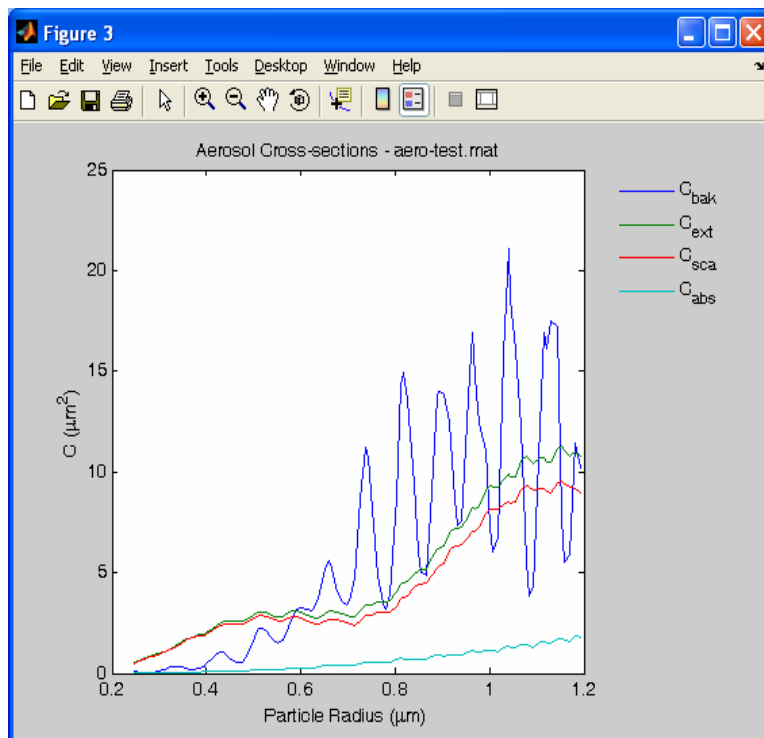 Figure 3
File Edit View Insert Tools Desktop Window Help
Aerosol Cross-sections - aero-test.mat
25
20
15
10
5
0
C (μm²)
0.2 0.4 0.6 0.8 1 1.2
Particle Radius (μm)
C_bak
C_ext
C_sca
C_abs